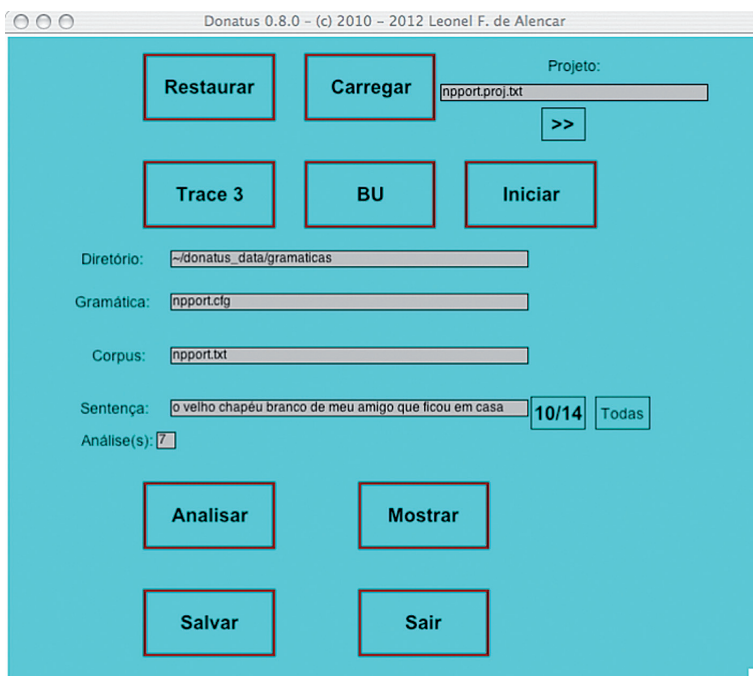 Donatus 0.8.0 - (c) 2010 - 2012 Leonel F. de Alencar
Restaurar
Carregar
Projeto:
npport.proj.txt
>>
Trace 3
BU
Iniciar
Diretório: ~/donatus_data/gramaticas
Gramática: npport.cfg
Corpus: npport.txt
Sentença: o velho chapéu branco de meu amigo que ficou em casa 10/14 Todas
Análise(s): 7
Analisar
Mostrar
Salvar
Sair